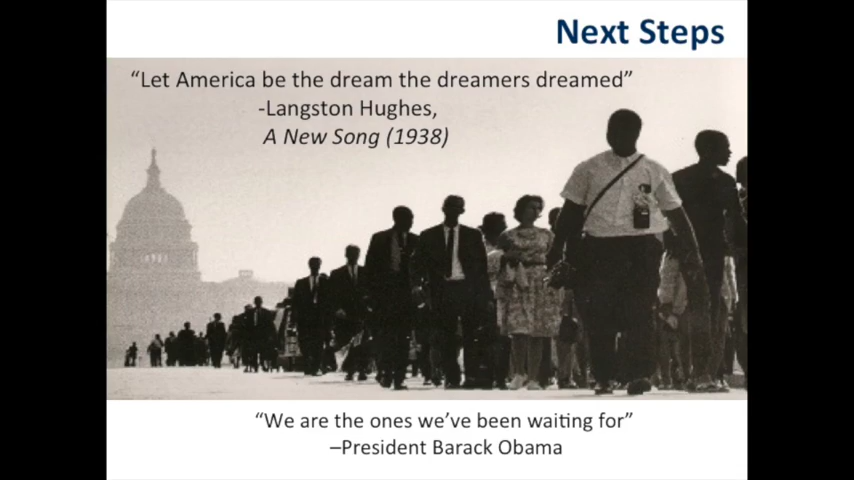 Next Steps
“Let America be the dream the dreamers dreamed”
-Langston Hughes,
A New Song (1938)
“We are the ones we’ve been waiting for”
–President Barack Obama